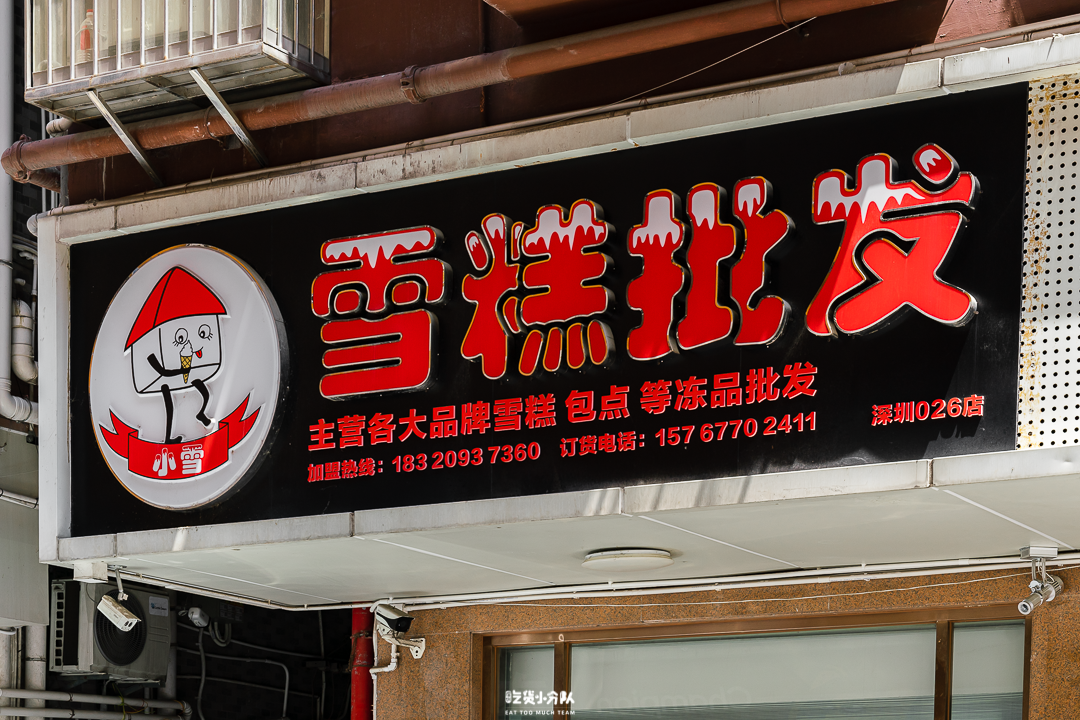 雪糕批发
小雪
主营各大品牌雪糕 包点 等冻品批发
加盟热线：183 2093 7360 订货电话：157 6770 2411 深圳026店
吃货小分队
EAT TOO MUCH TEAM